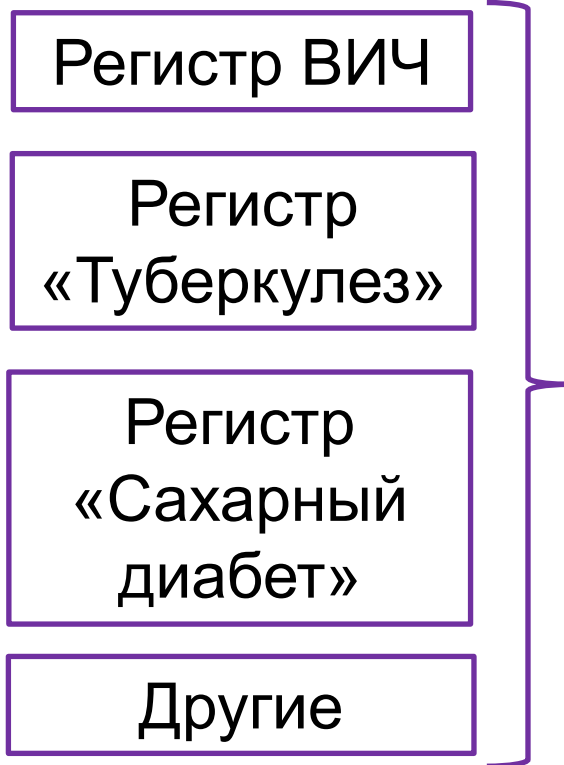 Регистр ВИЧ
Регистр
«Туберкулез»
Регистр
«Сахарный
диабет»
Другие